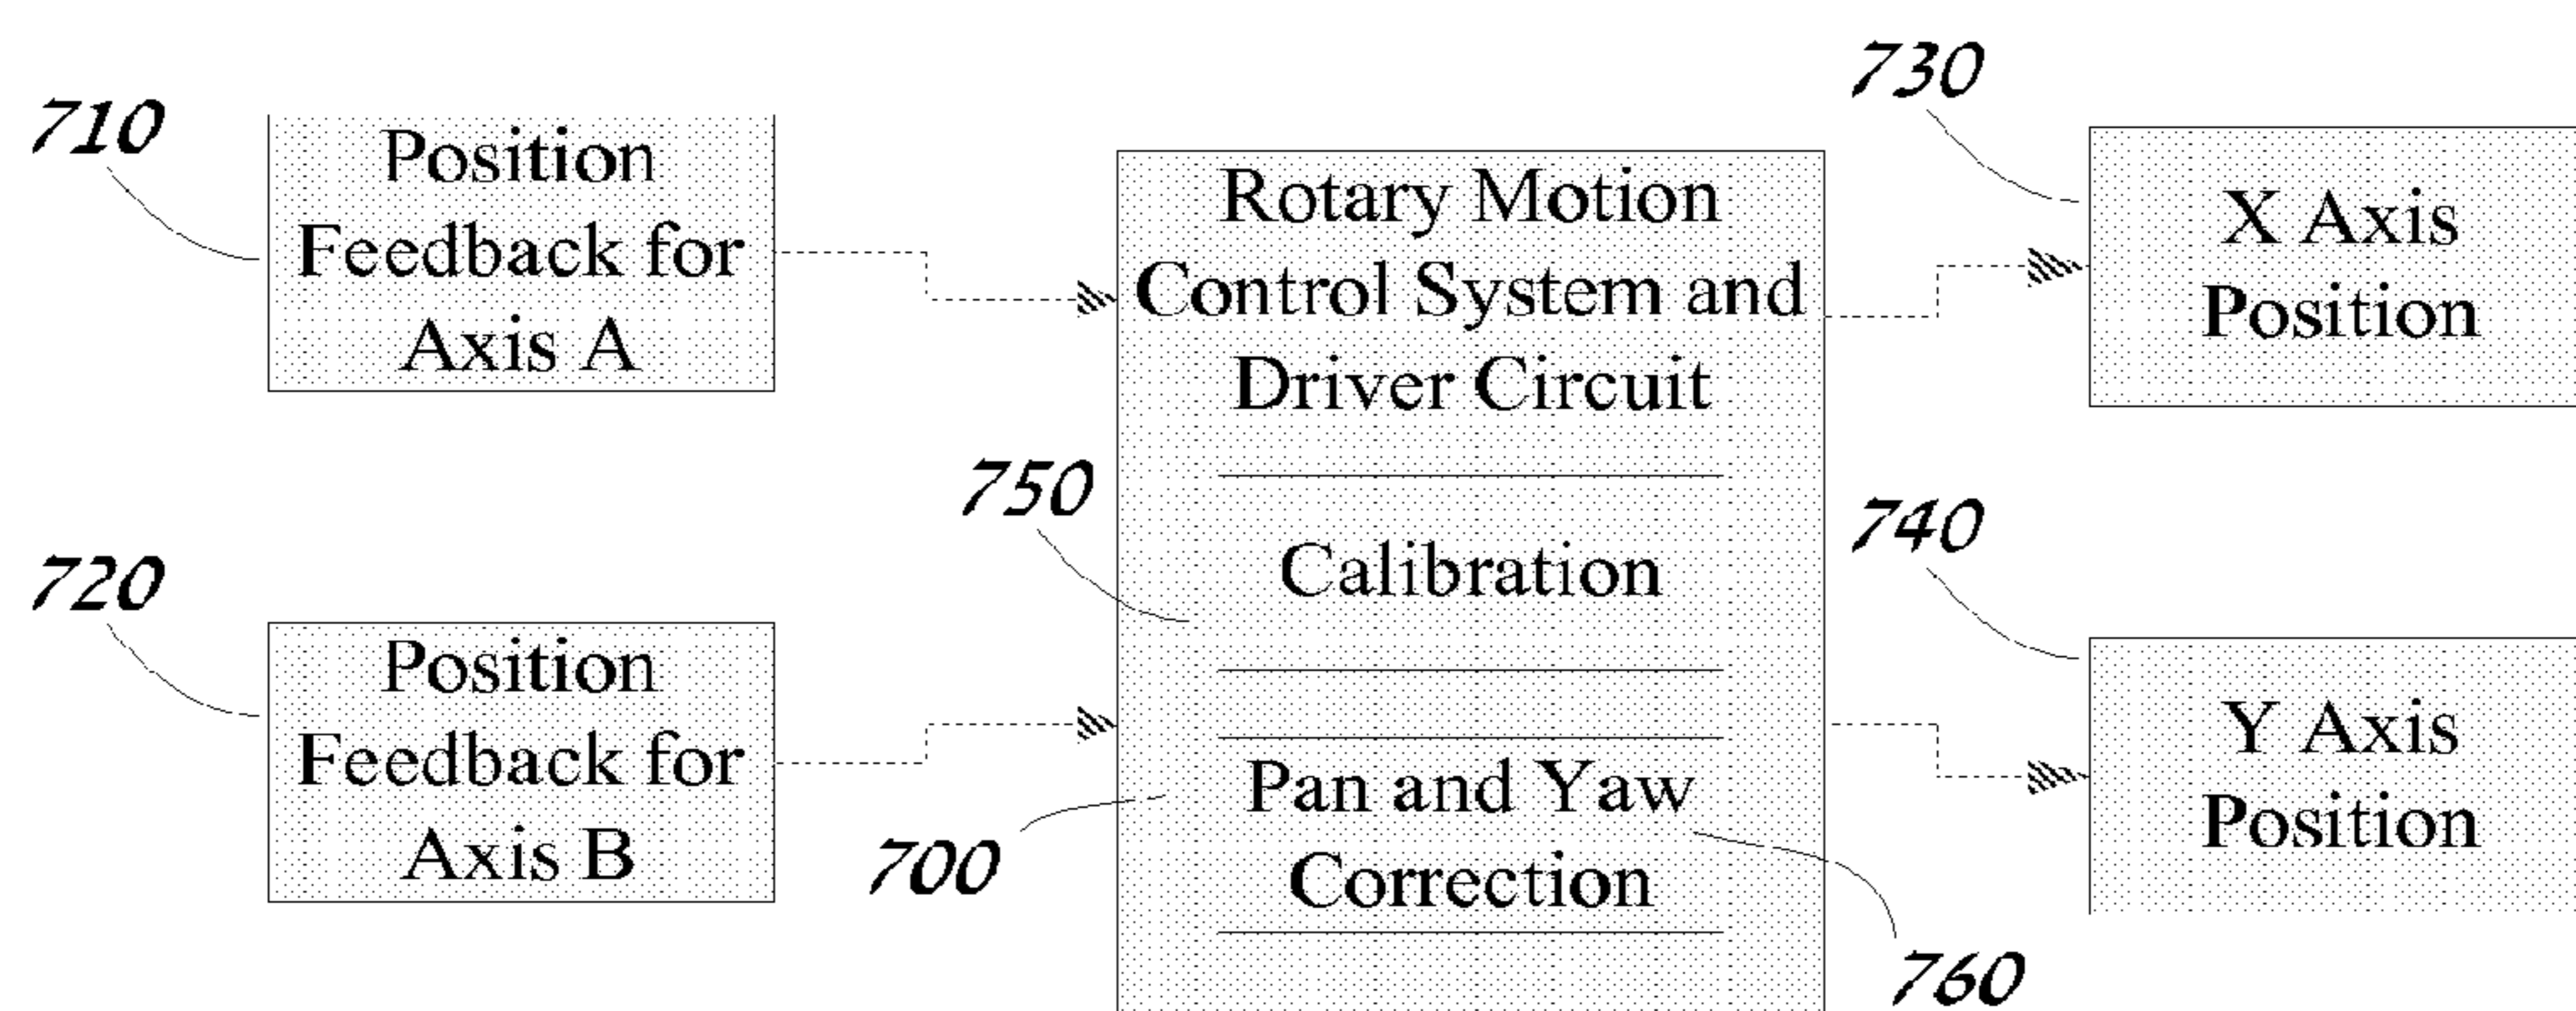 710
Position
Feedback for
Axis A
720
Position
Feedback for
Axis B
Rotary Motion
Control System and
Driver Circuit
750
Calibration
700
Pan and Yaw
Correction
760
730
X Axis
Position
740
Y Axis
Position